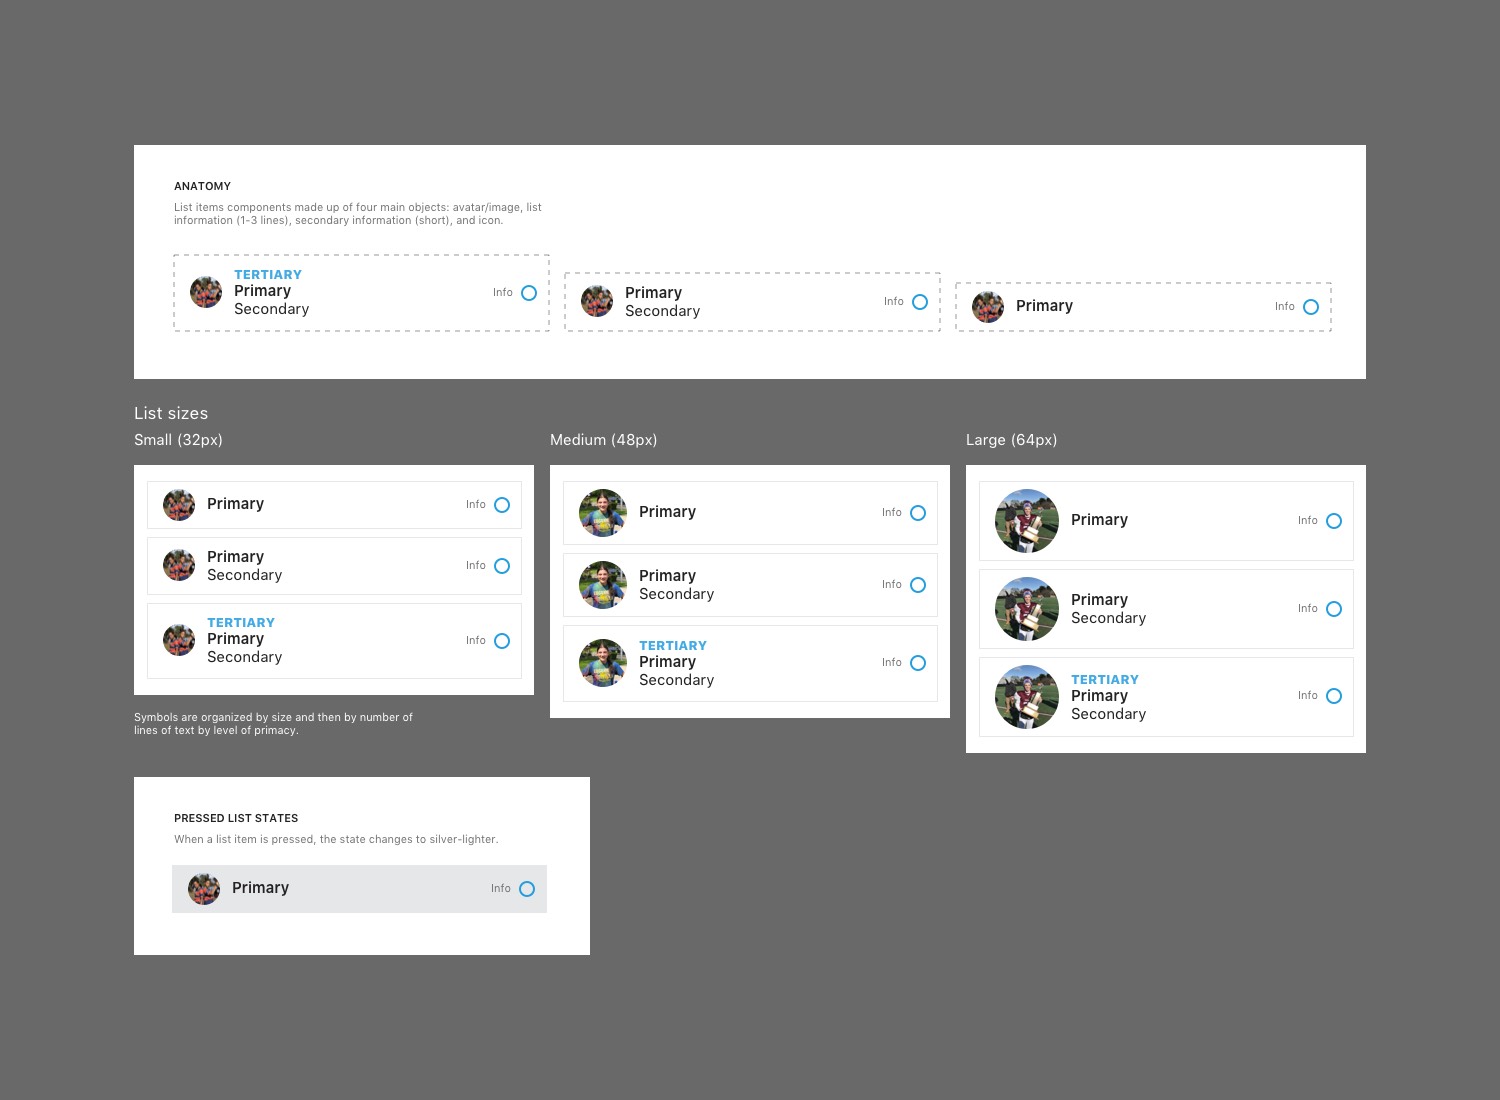 ANATOMY
List items components made up of four main objects: avatar/image, list
information (1-3 lines), secondary information (short), and icon.
TERTIARY
Primary
Secondary
Info
Primary
Secondary
Info
Primary
Info
List sizes
Small (32px)
Primary
Info
Primary
Secondary
Info
TERTIARY
Primary
Secondary
Info
Symbols are organized by size and then by number of
lines of text by level of primacy.
Medium (48px)
Primary
Info
Primary
Secondary
Info
TERTIARY
Primary
Secondary
Info
Large (64px)
Primary
Info
Primary
Secondary
Info
TERTIARY
Primary
Secondary
Info
PRESSED LIST STATES
When a list item is pressed, the state changes to silver-lighter.
Primary
Info